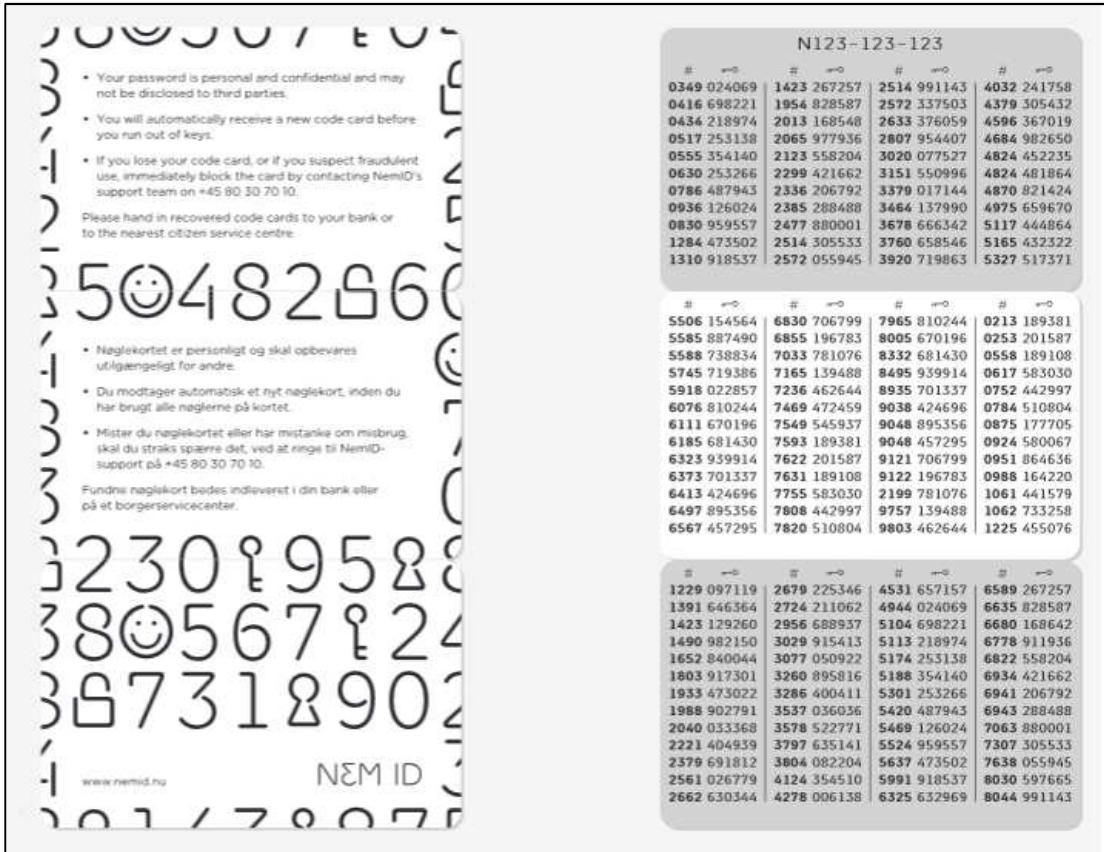 • Your password is personal and confidential and may
not be disclosed to third parties.
• You will automatically receive a new code card before
you run out of keys.
• If you lose your code card, or if you suspect fraudulent
use, immediately block the card by contacting NemID's
support team on +45 80 30 70 10.
Please hand in recovered code cards to your bank or
to the nearest citizen service centre.
5 482 6
• Nøglekortet er personligt og skal opbevares
utilgængeligt for andre.
• Du modtager automatisk et nyt nøglekort, inden du
har brugt alle nøglerne på kortet.
• Mister du nøglekortet eller har mistanke om misbrug,
skal du straks spærre det, ved at ringe til NemID-
support på +45 80 30 70 10.
Fundne nøglekort bedes indleveret i din bank eller
på et borgerservicecenter.
230 95
8 567 24
731 90
www.nemid.nu NEM ID
N123-123-123
# # # #
0349 024069 1423 267257 2514 991143 4032 241758
0416 698221 1954 828587 2572 337503 4379 305432
0434 218974 2013 168548 2633 376059 4596 367019
0517 253138 2065 977936 2807 954407 4684 982650
0555 354140 2123 558204 3020 077527 4824 452235
0630 253266 2299 421662 3151 550996 4824 481864
0786 487943 2336 206792 3379 017144 4870 821424
0936 126024 2385 288488 3464 137990 4975 659670
0830 959557 2477 880001 3678 666342 5117 444864
1284 473502 2514 305533 3760 658546 5165 432322
1310 918537 2572 055945 3920 719863 5327 517371
# # # #
5506 154564 6830 706799 7965 810244 0213 189381
5585 887490 6855 196783 8005 670196 0253 201587
5588 738834 7033 781076 8332 681430 0558 189108
5745 719386 7165 139488 8495 939914 0617 583030
5918 022857 7236 462644 8935 701337 0752 442997
6076 810244 7469 472459 9038 424696 0784 510804
6111 670196 7549 545937 9048 895356 0875 177705
6185 681430 7593 189381 9048 457295 0924 580067
6323 939914 7622 201587 9121 706799 0951 864636
6373 701337 7631 189108 9122 196783 0988 164220
6413 424696 7755 583030 2199 781076 1061 441579
6497 895356 7808 442997 9757 139488 1062 733258
6567 457295 7820 510804 9803 462644 1225 455076
# # # #
1229 097119 2679 225346 4531 657157 6589 267257
1391 646364 2724 211062 4944 024069 6635 828587
1423 129260 2956 688937 5104 698221 6680 168642
1490 982150 3029 915413 5113 218974 6778 911936
1652 840044 3077 050922 5174 253138 6822 558204
1803 917301 3260 895816 5188 354140 6934 421662
1933 473022 3286 400411 5301 253266 6941 206792
1988 902791 3537 036036 5420 487943 6943 288488
2040 033368 3578 522771 5469 126024 7063 880001
2221 404939 3797 635141 5524 959557 7307 305533
2379 691812 3804 082204 5637 473502 7638 055945
2561 026779 4124 354510 5991 918537 8030 597665
2662 630344 4278 006138 6325 632969 8044 991143